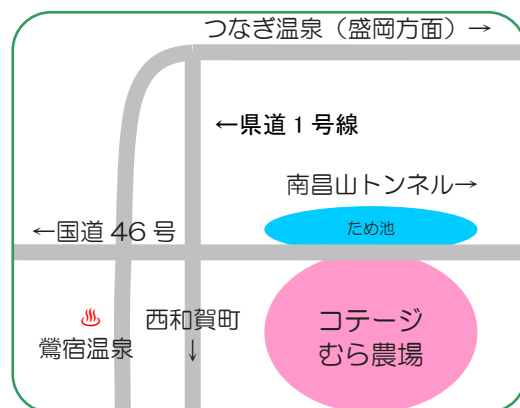 つなぎ温泉（盛岡方面）→
←県道１号線
南昌山トンネル→
ため池
←国道 46 号
西和賀町
↓
鶯宿温泉
コテージ
むら農場